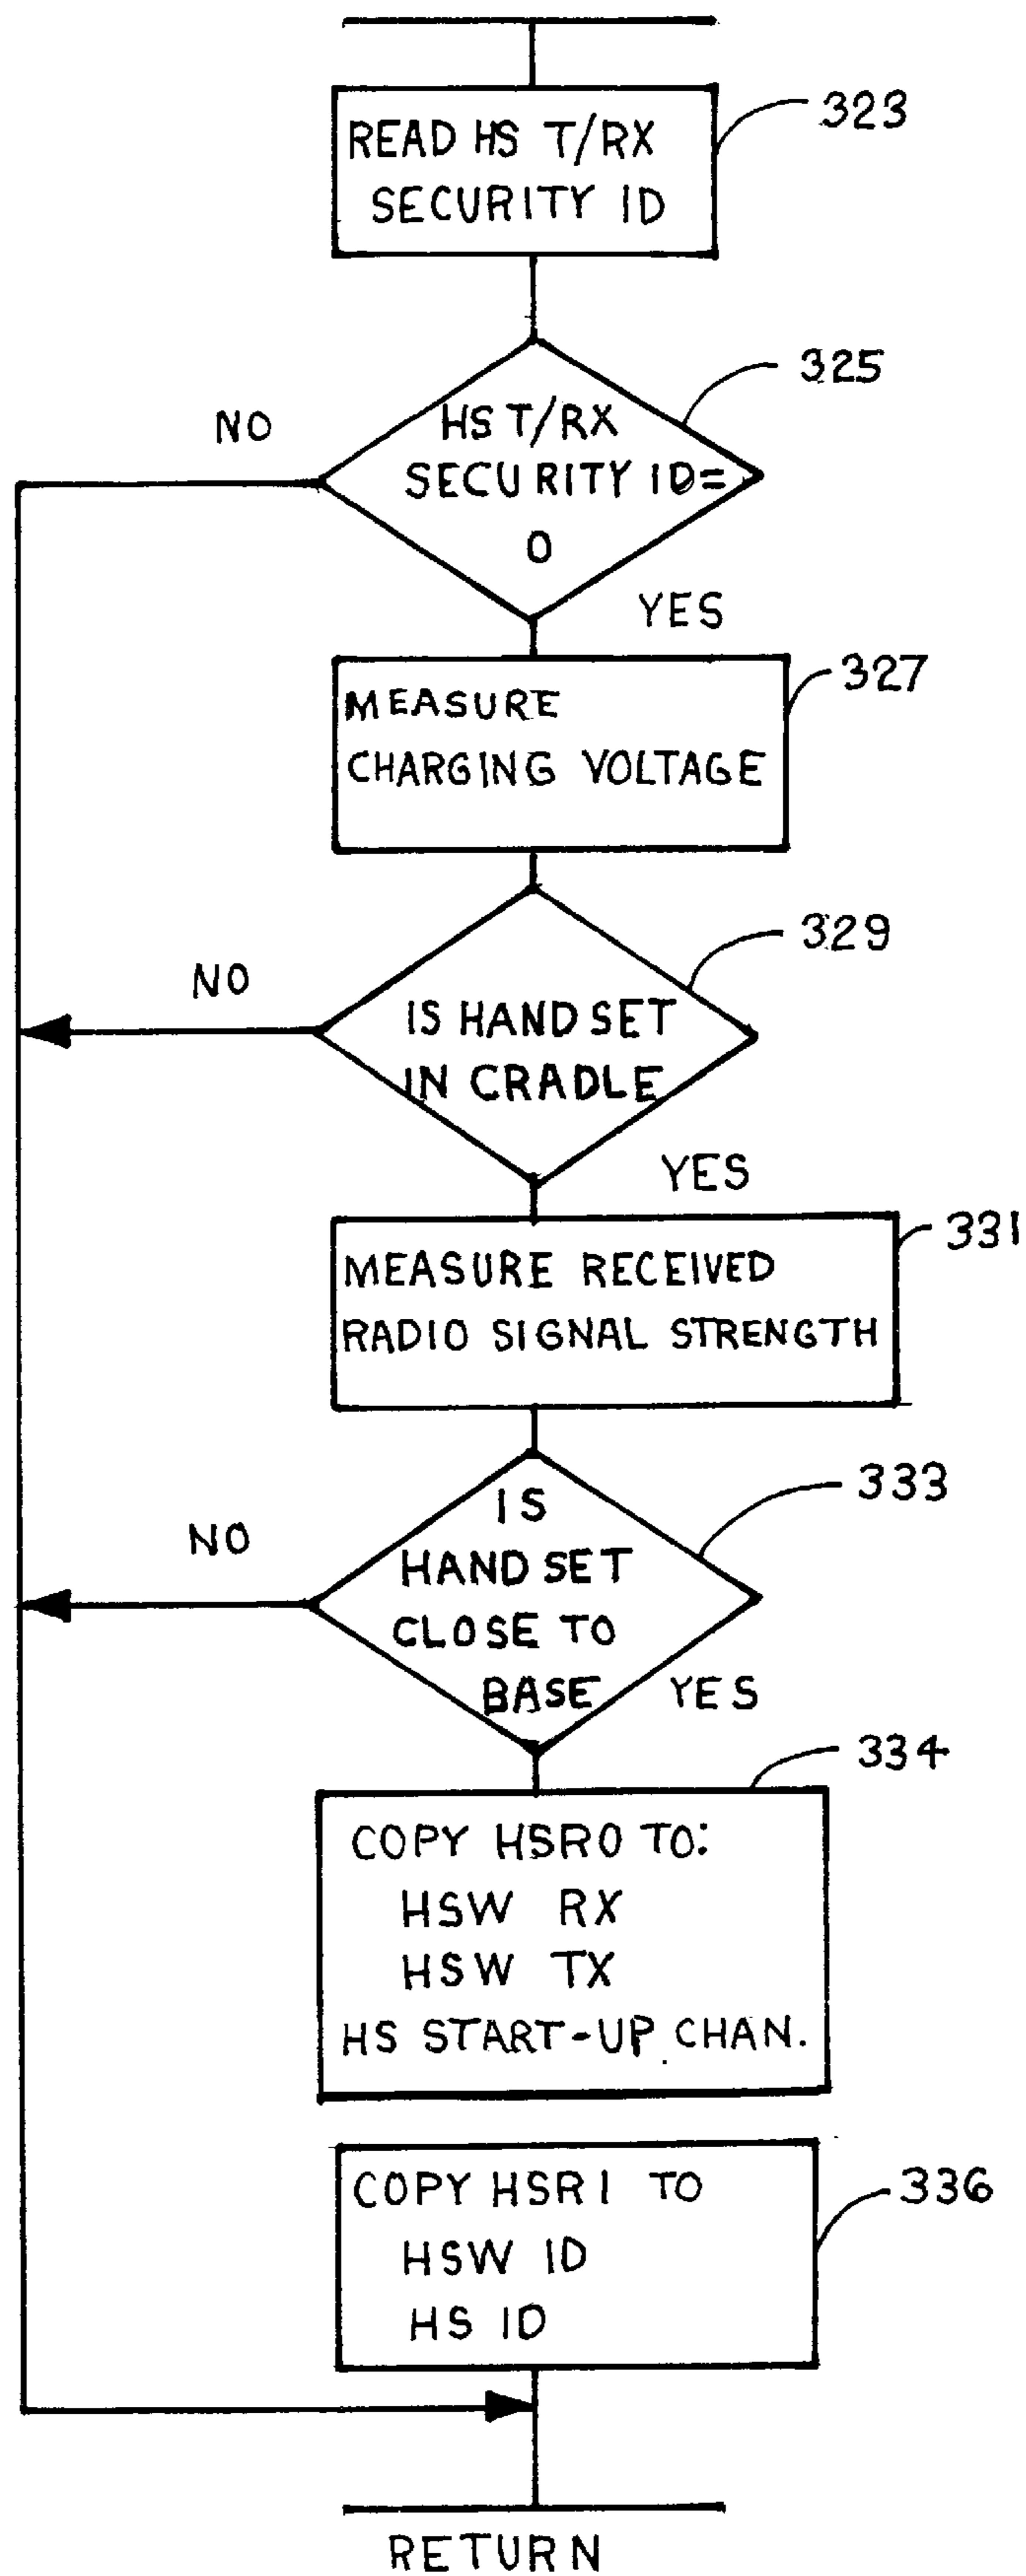 READ HS T/RX
SECURITY ID
323
HS T/RX
SECURITY ID=
0
325
NO
YES
MEASURE
CHARGING VOLTAGE
327
IS HANDSET
IN CRADLE
329
NO
YES
MEASURE RECEIVED
RADIO SIGNAL STRENGTH
331
IS
HANDSET
CLOSE TO
BASE
333
NO
YES
COPY HSR0 TO:
HSW RX
HSW TX
HS START-UP CHAN.
334
COPY HSR1 TO
HSW ID
HS ID
336
RETURN